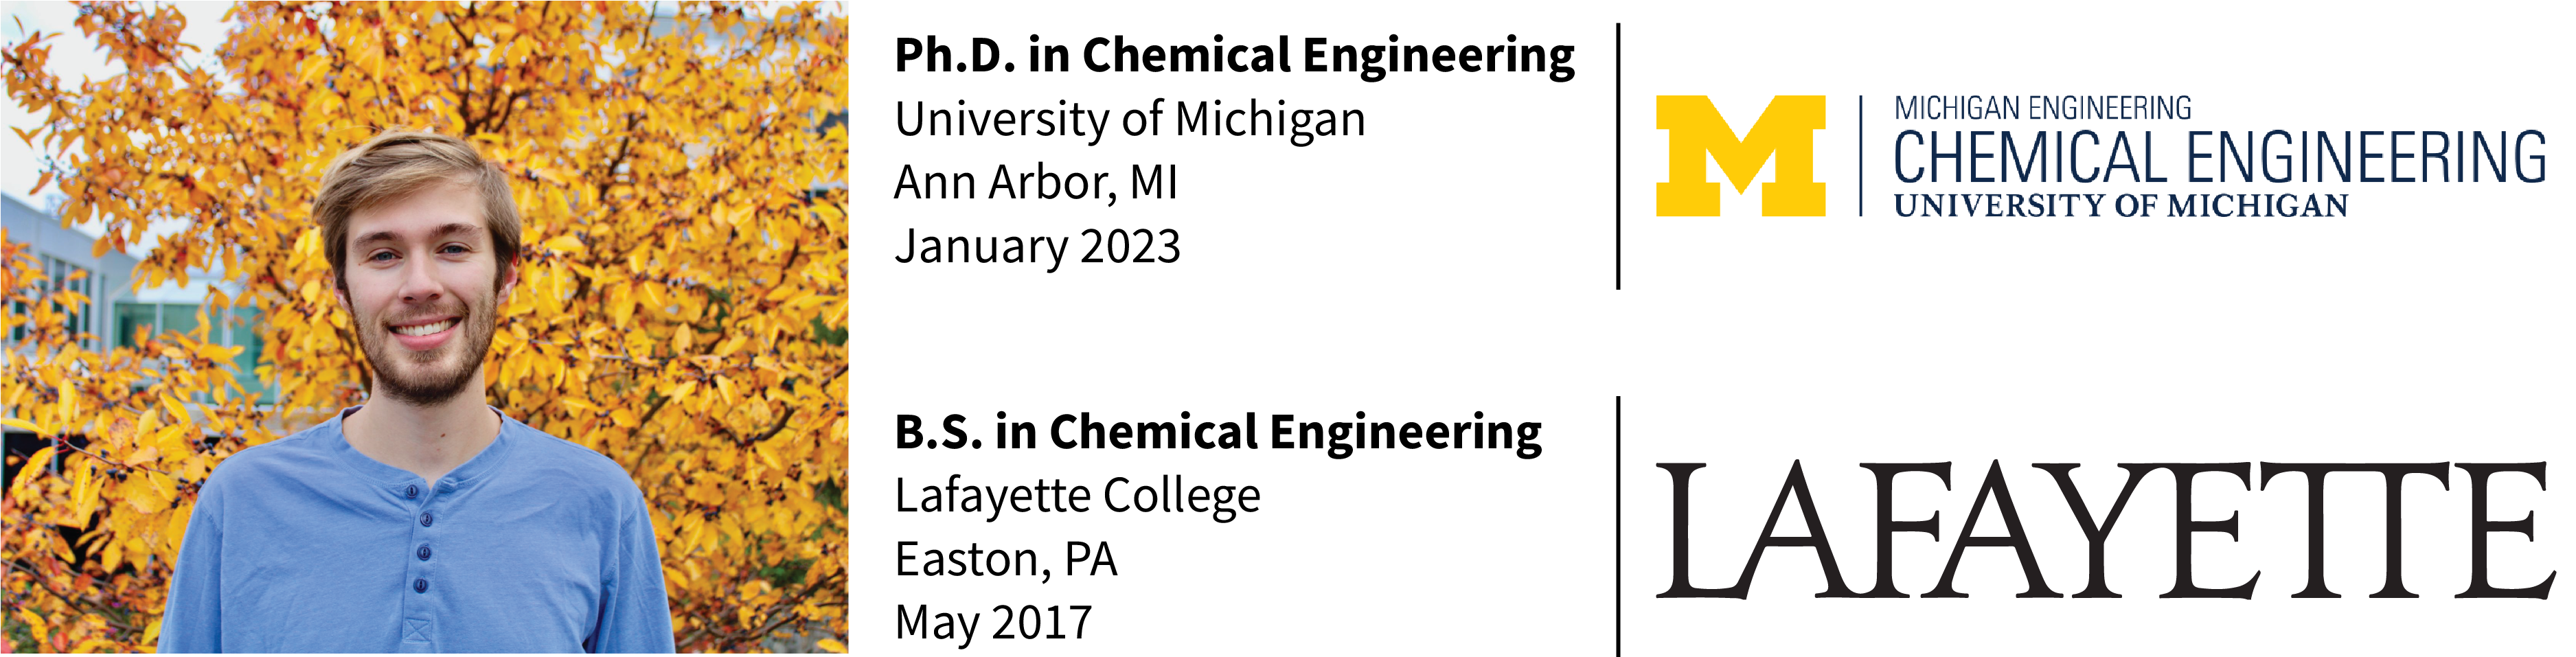 Ph.D. in Chemical Engineering
University of Michigan
Ann Arbor, MI
January 2023
M
MICHIGAN ENGINEERING
CHEMICAL ENGINEERING
UNIVERSITY OF MICHIGAN
B.S. in Chemical Engineering
Lafayette College
Easton, PA
May 2017
LAFAYETTE